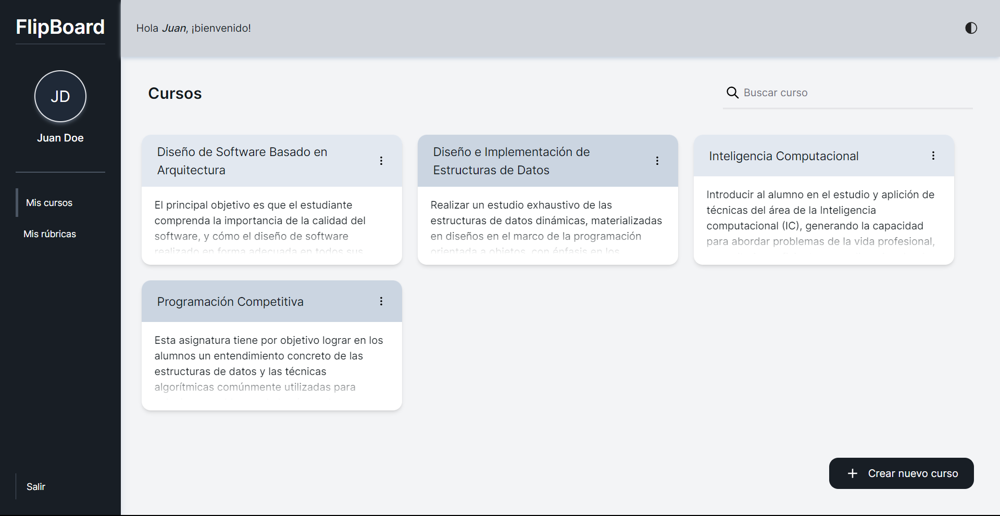 FlipBoard
JD
Juan Doe
Mis cursos
Mis rúbricas
Salir
Hola Juan, ¡bienvenido!
Cursos
Buscar curso
Diseño de Software Basado en
Arquitectura
El principal objetivo es que el estudiante
comprenda la importancia de la calidad del
software, y cómo el diseño de software
realizado en forma adecuada en todos sus
Diseño e Implementación de
Estructuras de Datos
Realizar un estudio exhaustivo de las
estructuras de datos dinámicas, materializadas
en diseños en el marco de la programación
orientada a objetos, con énfasis en los
Inteligencia Computacional
Introducir al alumno en el estudio y aplición de
técnicas del área de la Inteligencia
computacional (IC), generando la capacidad
para abordar problemas de la vida profesional,
Programación Competitiva
Esta asignatura tiene por objetivo lograr en los
alumnos un entendimiento concreto de las
estructuras de datos y las técnicas
algorítmicas comúnmente utilizadas para
Crear nuevo curso